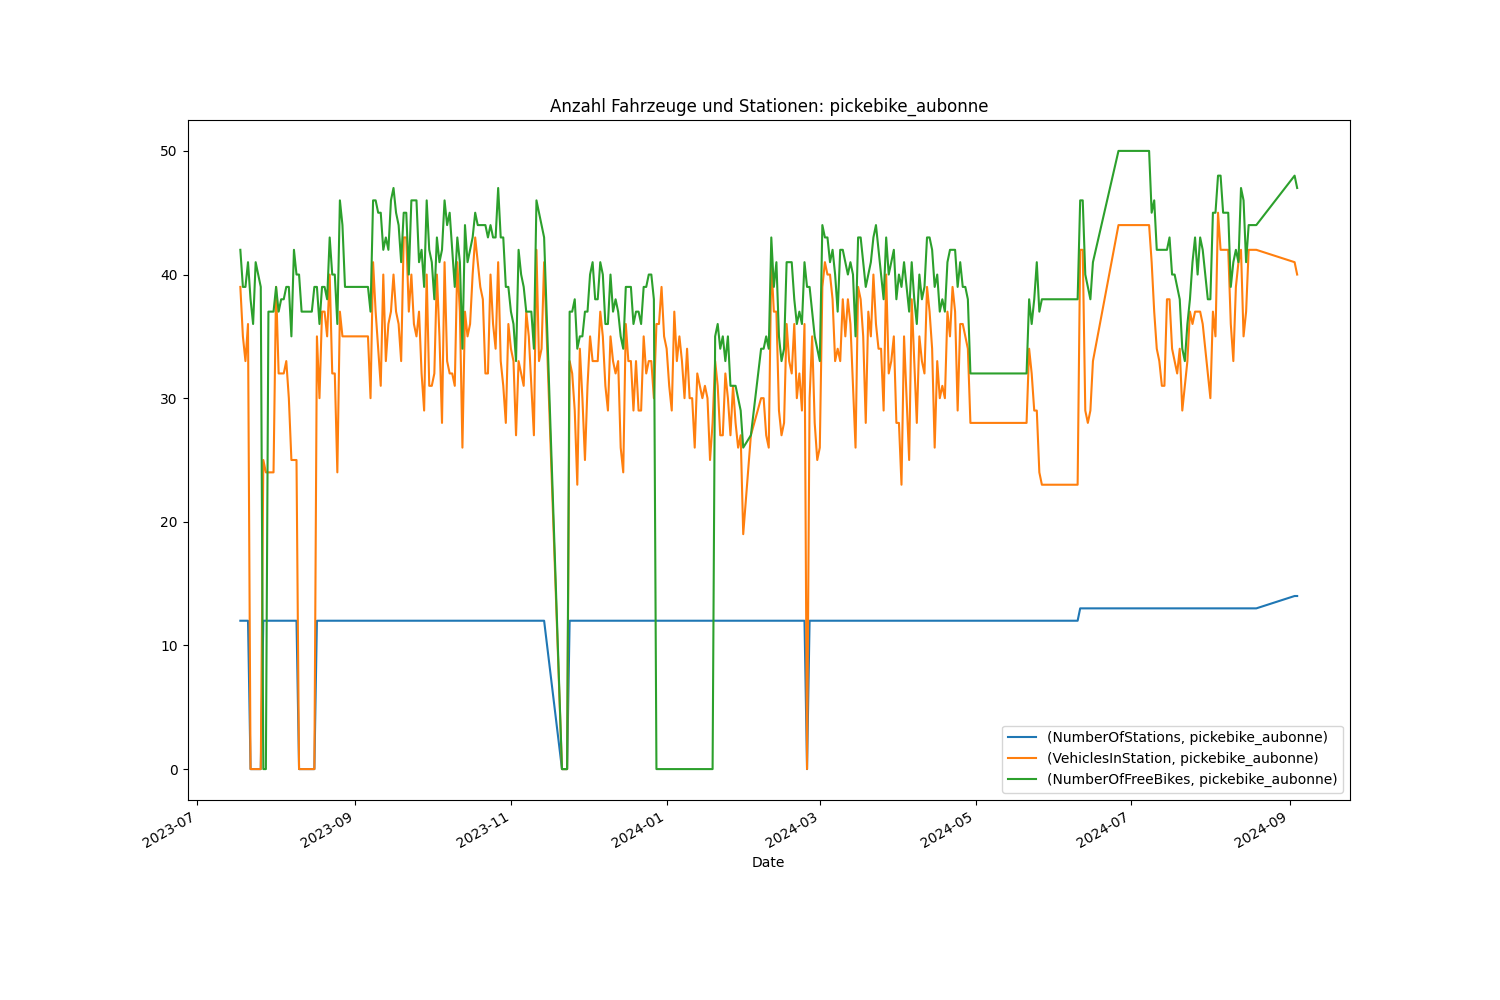 Anzahl Fahrzeuge und Stationen: pickebike_aubonne
50
40
30
20
10
0
(NumberOfStations, pickebike_aubonne)
(VehiclesInStation, pickebike_aubonne)
(NumberOfFreeBikes, pickebike_aubonne)
2023-07
2023-09
2023-11
2024-01
2024-03
2024-05
2024-07
2024-09
Date